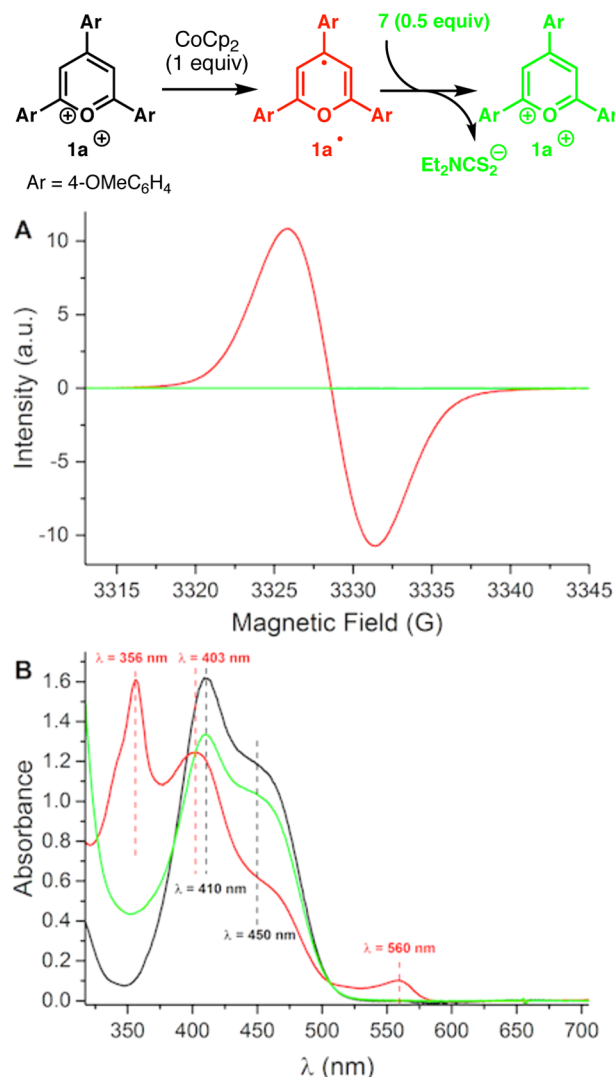 Ar
CoCp2
(1 equiv)
Ar
7 (0.5 equiv)
Ar
Ar ⊕ O Ar
Ar O Ar
Ar ⊕ O Ar
1a ⊕
1a •
Et2NCS2 ⊖
1a ⊕
Ar = 4-OMeC6H4
A
10
5
0
-5
-10
Intensity (a.u.)
3315 3320 3325 3330 3335 3340 3345
Magnetic Field (G)
B
λ = 356 nm
λ = 403 nm
1.6
1.4
1.2
1.0
0.8
0.6
0.4
0.2
0.0
Absorbance
λ = 410 nm
λ = 450 nm
λ = 560 nm
350 400 450 500 550 600 650 700
λ (nm)